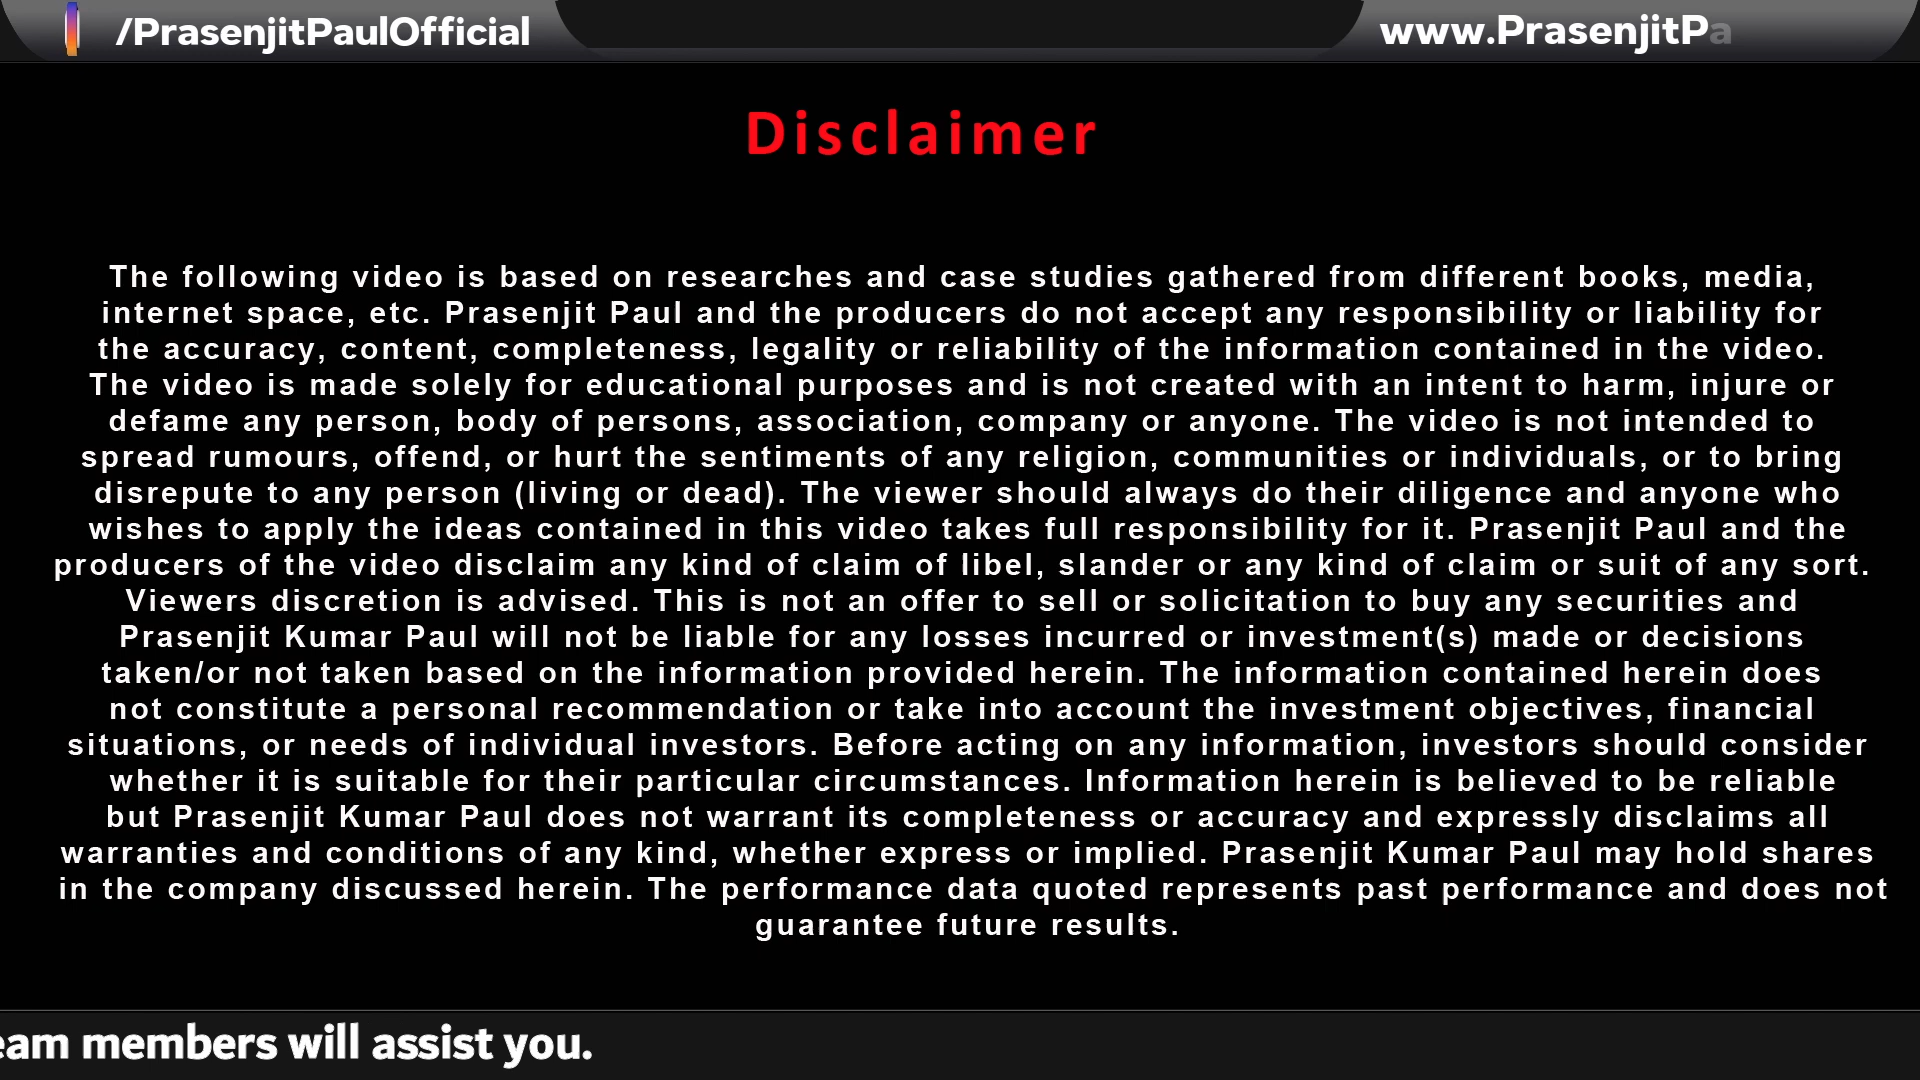 /PrasenjitPaulOfficial
www.PrasenjitPa
Disclaimer
The following video is based on researches and case studies gathered from different books, media,
internet space, etc. Prasenjit Paul and the producers do not accept any responsibility or liability for
the accuracy, content, completeness, legality or reliability of the information contained in the video.
The video is made solely for educational purposes and is not created with an intent to harm, injure or
defame any person, body of persons, association, company or anyone. The video is not intended to
spread rumours, offend, or hurt the sentiments of any religion, communities or individuals, or to bring
disrepute to any person (living or dead). The viewer should always do their diligence and anyone who
wishes to apply the ideas contained in this video takes full responsibility for it. Prasenjit Paul and the
producers of the video disclaim any kind of claim of libel, slander or any kind of claim or suit of any sort.
Viewers discretion is advised. This is not an offer to sell or solicitation to buy any securities and
Prasenjit Kumar Paul will not be liable for any losses incurred or investment(s) made or decisions
taken/or not taken based on the information provided herein. The information contained herein does
not constitute a personal recommendation or take into account the investment objectives, financial
situations, or needs of individual investors. Before acting on any information, investors should consider
whether it is suitable for their particular circumstances. Information herein is believed to be reliable
but Prasenjit Kumar Paul does not warrant its completeness or accuracy and expressly disclaims all
warranties and conditions of any kind, whether express or implied. Prasenjit Kumar Paul may hold shares
in the company discussed herein. The performance data quoted represents past performance and does not
guarantee future results.
eam members will assist you.